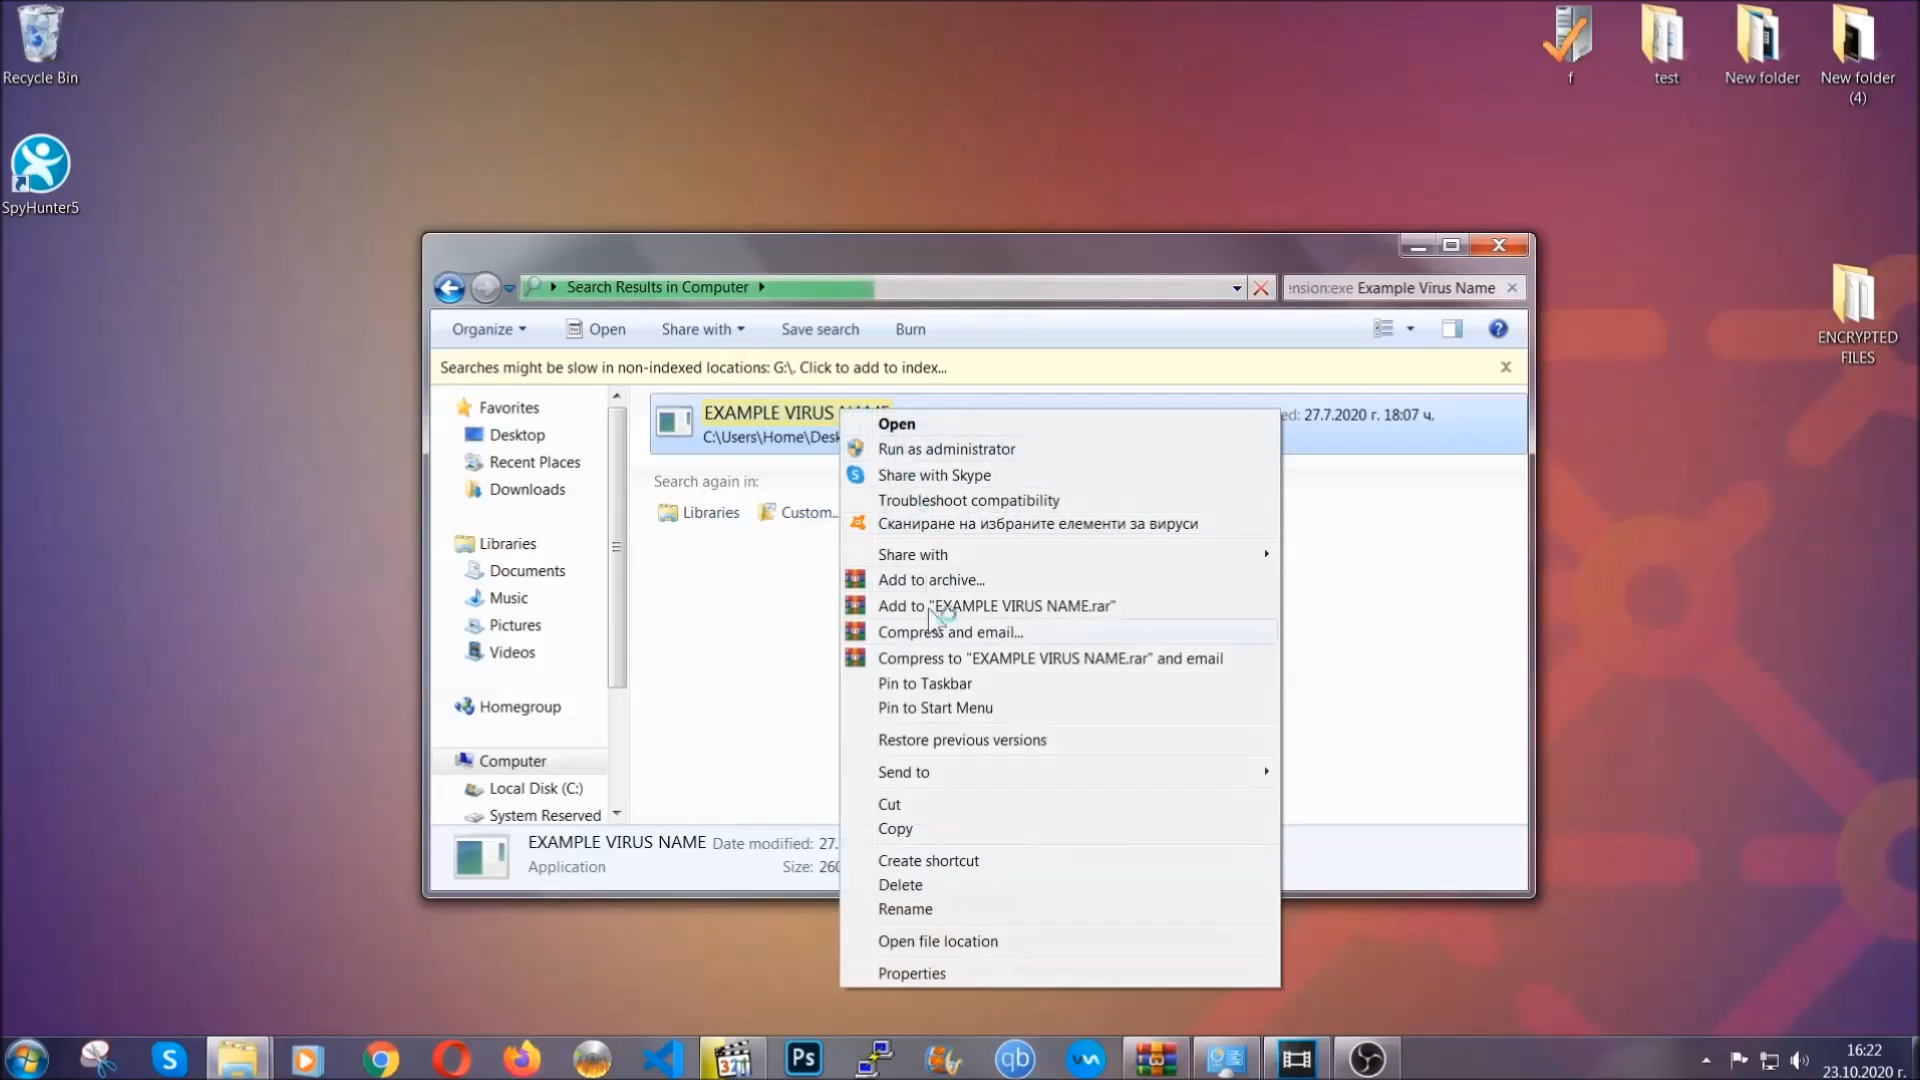 Recycle Bin
SpyHunter5
f
test
New folder
New folder
(4)
ENCRYPTED
FILES
Search Results in Computer
ension:exe Example Virus Name
Organize
Open
Share with
Save search
Burn
Searches might be slow in non-indexed locations: G:\. Click to add to index...
Favorites
Desktop
Recent Places
Downloads
Libraries
Documents
Music
Pictures
Videos
Homegroup
Computer
Local Disk (C:)
System Reserved
EXAMPLE VIRUS NAME
C:\Users\Home\Desk
ed: 27.7.2020 г. 18:07 ч.
Search again in:
Libraries
Custom...
Open
Run as administrator
Share with Skype
Troubleshoot compatibility
Сканиране на избраните елементи за вируси
Share with
Add to archive...
Add to "EXAMPLE VIRUS NAME.rar"
Compress and email...
Compress to "EXAMPLE VIRUS NAME.rar" and email
Pin to Taskbar
Pin to Start Menu
Restore previous versions
Send to
Cut
Copy
Create shortcut
Delete
Rename
Open file location
Properties
EXAMPLE VIRUS NAME Date modified: 27.
Application Size: 260
Ps
qb
16:22
23.10.2020 г.